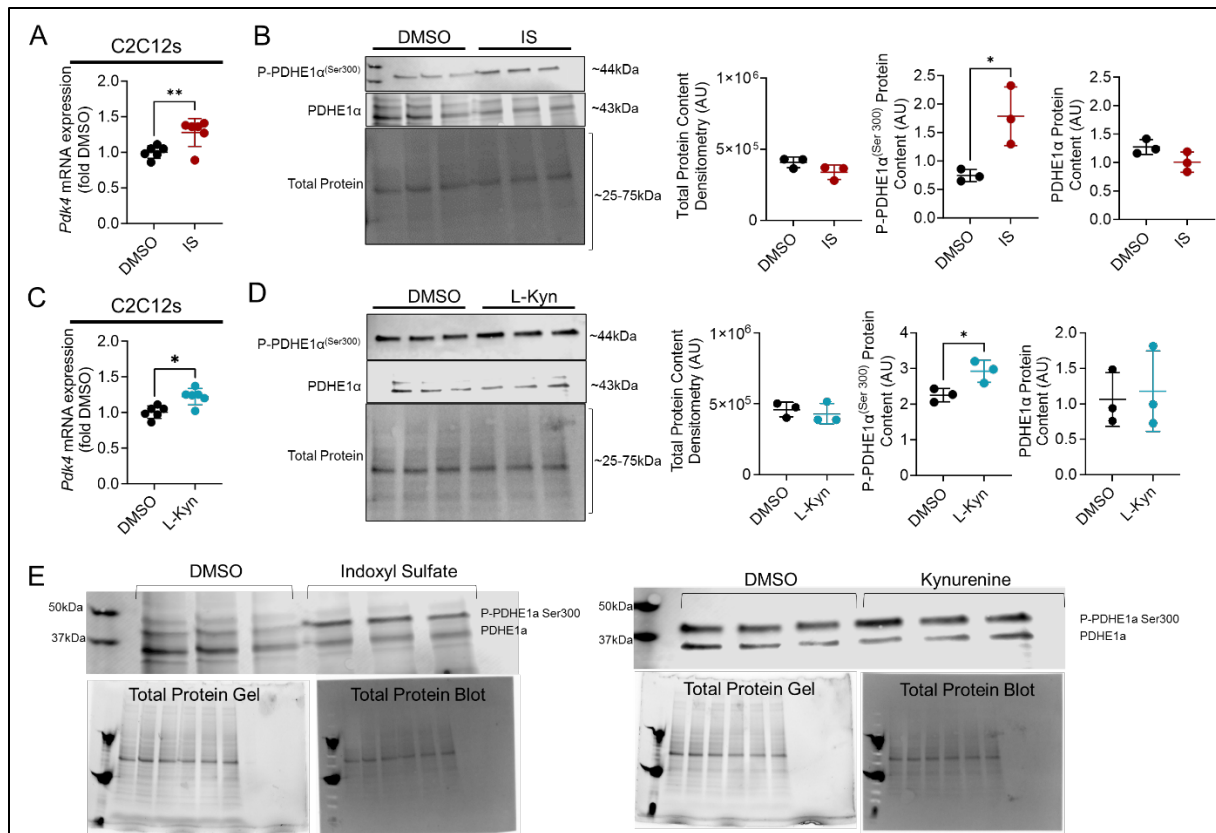 A
C2C12s
Pdk4 mRNA expression
(fold DMSO)
**
1.5
1.0
0.5
0.0
DMSO
IS
B
DMSO
IS
P-PDHE1α(Ser300)
~44kDa
PDHE1α
~43kDa
Total Protein
~25-75kDa
Total Protein Content
Densitometry (AU)
1×10⁶
5×10⁵
0
DMSO
IS
P-PDHE1α(Ser 300) Protein
Content (AU)
*
2.5
2.0
1.5
1.0
0.5
0.0
DMSO
IS
PDHE1α Protein
Content (AU)
2.5
2.0
1.5
1.0
0.5
0.0
DMSO
IS
C
C2C12s
Pdk4 mRNA expression
(fold DMSO)
*
2.0
1.5
1.0
0.5
0.0
DMSO
L-Kyn
D
DMSO
L-Kyn
P-PDHE1α(Ser300)
~44kDa
PDHE1α
~43kDa
Total Protein
~25-75kDa
Total Protein Content
Densitometry (AU)
1×10⁶
5×10⁵
0
DMSO
L-Kyn
P-PDHE1α(Ser 300) Protein
Content (AU)
*
4
3
2
1
0
DMSO
L-Kyn
PDHE1α Protein
Content (AU)
2.0
1.5
1.0
0.5
0.0
DMSO
L-Kyn
E
DMSO
Indoxyl Sulfate
50kDa
37kDa
P-PDHE1a Ser300
PDHE1a
Total Protein Gel
Total Protein Blot
DMSO
Kynurenine
50kDa
37kDa
P-PDHE1a Ser300
PDHE1a
Total Protein Gel
Total Protein Blot